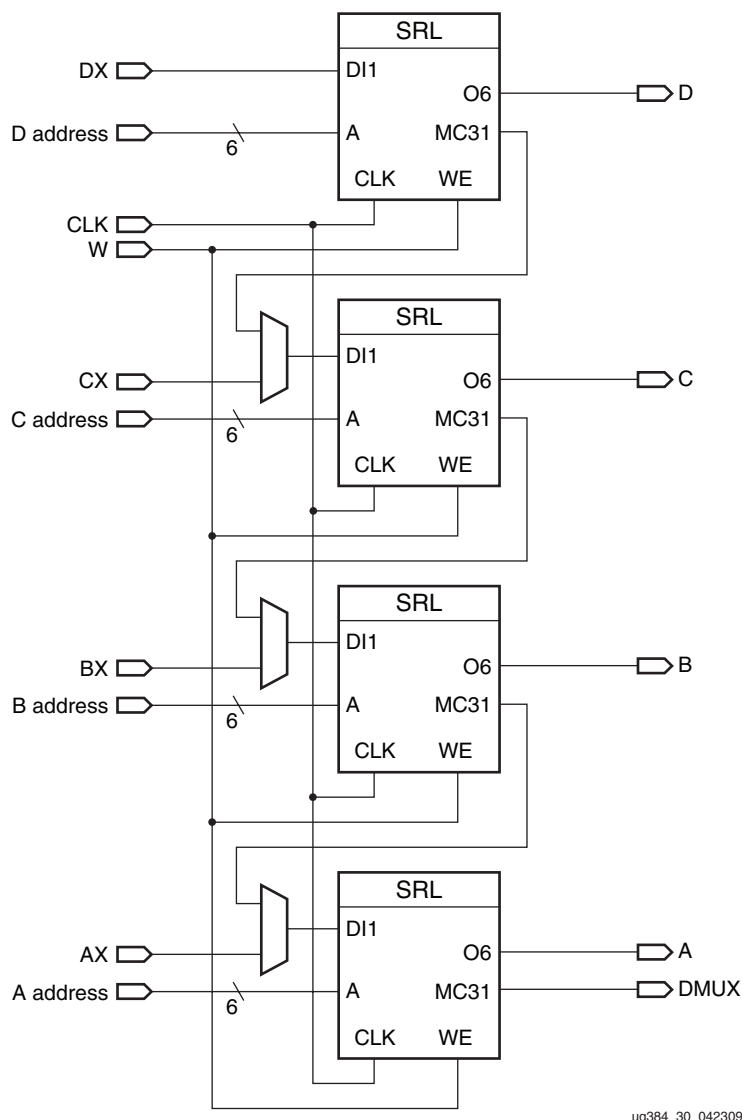 SRL
DX
DI1
O6
D
D address
6
A
MC31
CLK
WE
CLK
W
SRL
DI1
CX
O6
C
C address
6
A
MC31
CLK
WE
SRL
DI1
BX
O6
B
B address
6
A
MC31
CLK
WE
SRL
DI1
AX
O6
A
A address
6
A
MC31
DMUX
CLK
WE
ug384_30_042309